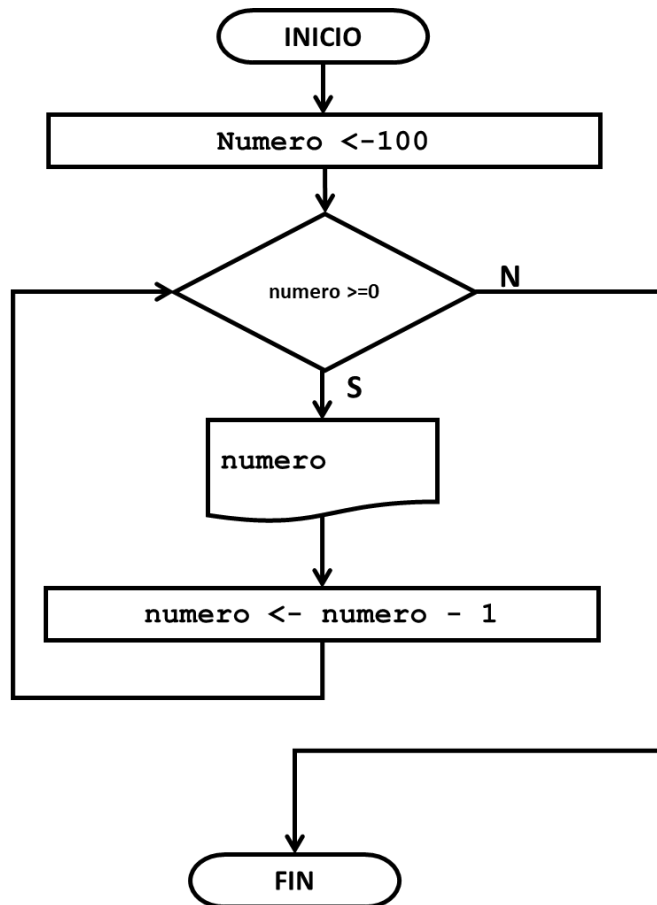 INICIO
Numero <-100
numero >=0
N
S
numero
numero <- numero - 1
FIN